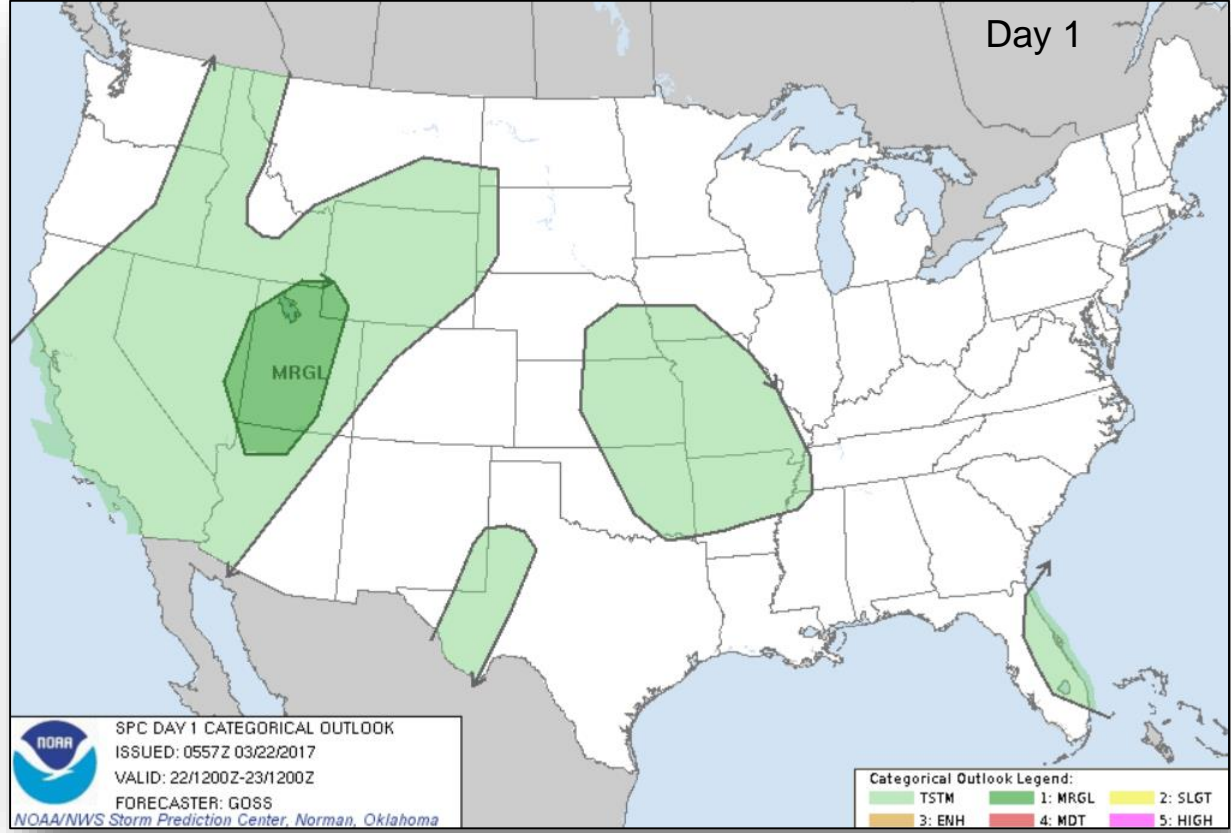 Day 1
MRGL
SPC DAY 1 CATEGORICAL OUTLOOK
ISSUED: 0557Z 03/22/2017
VALID: 22/1200Z-23/1200Z
FORECASTER: GOSS
NOAA/NWS Storm Prediction Center, Norman, Oklahoma
NOAA
Categorical Outlook Legend:
TSTM 1: MRGL 2: SLGT
3: ENH 4: MDT 5: HIGH